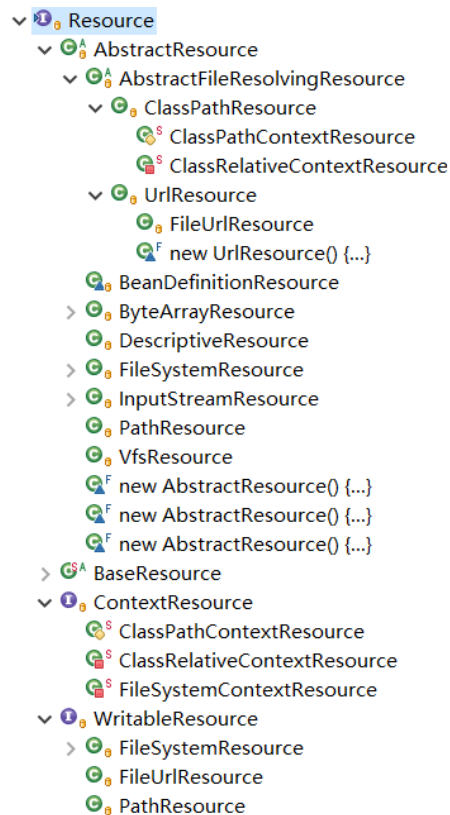 Resource
AbstractResource
AbstractFileResolvingResource
ClassPathResource
ClassPathContextResource
ClassRelativeContextResource
UrlResource
FileUrlResource
new UrlResource() {...}
BeanDefinitionResource
ByteArrayResource
DescriptiveResource
FileSystemResource
InputStreamResource
PathResource
VfsResource
new AbstractResource() {...}
new AbstractResource() {...}
new AbstractResource() {...}
BaseResource
ContextResource
ClassPathContextResource
ClassRelativeContextResource
FileSystemContextResource
WritableResource
FileSystemResource
FileUrlResource
PathResource